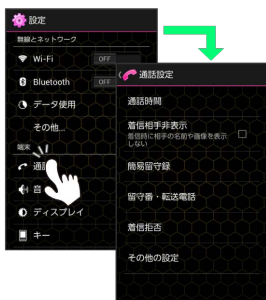 設定
無線とネットワーク
Wi-Fi
OFF
Bluetooth
OFF
データ使用
その他...
端末
通話
音
ディスプレイ
キー
通話設定
通話時間
着信相手非表示
着信時に相手の名前や画像を表示
しない
簡易留守録
留守番・転送電話
着信拒否
その他の設定